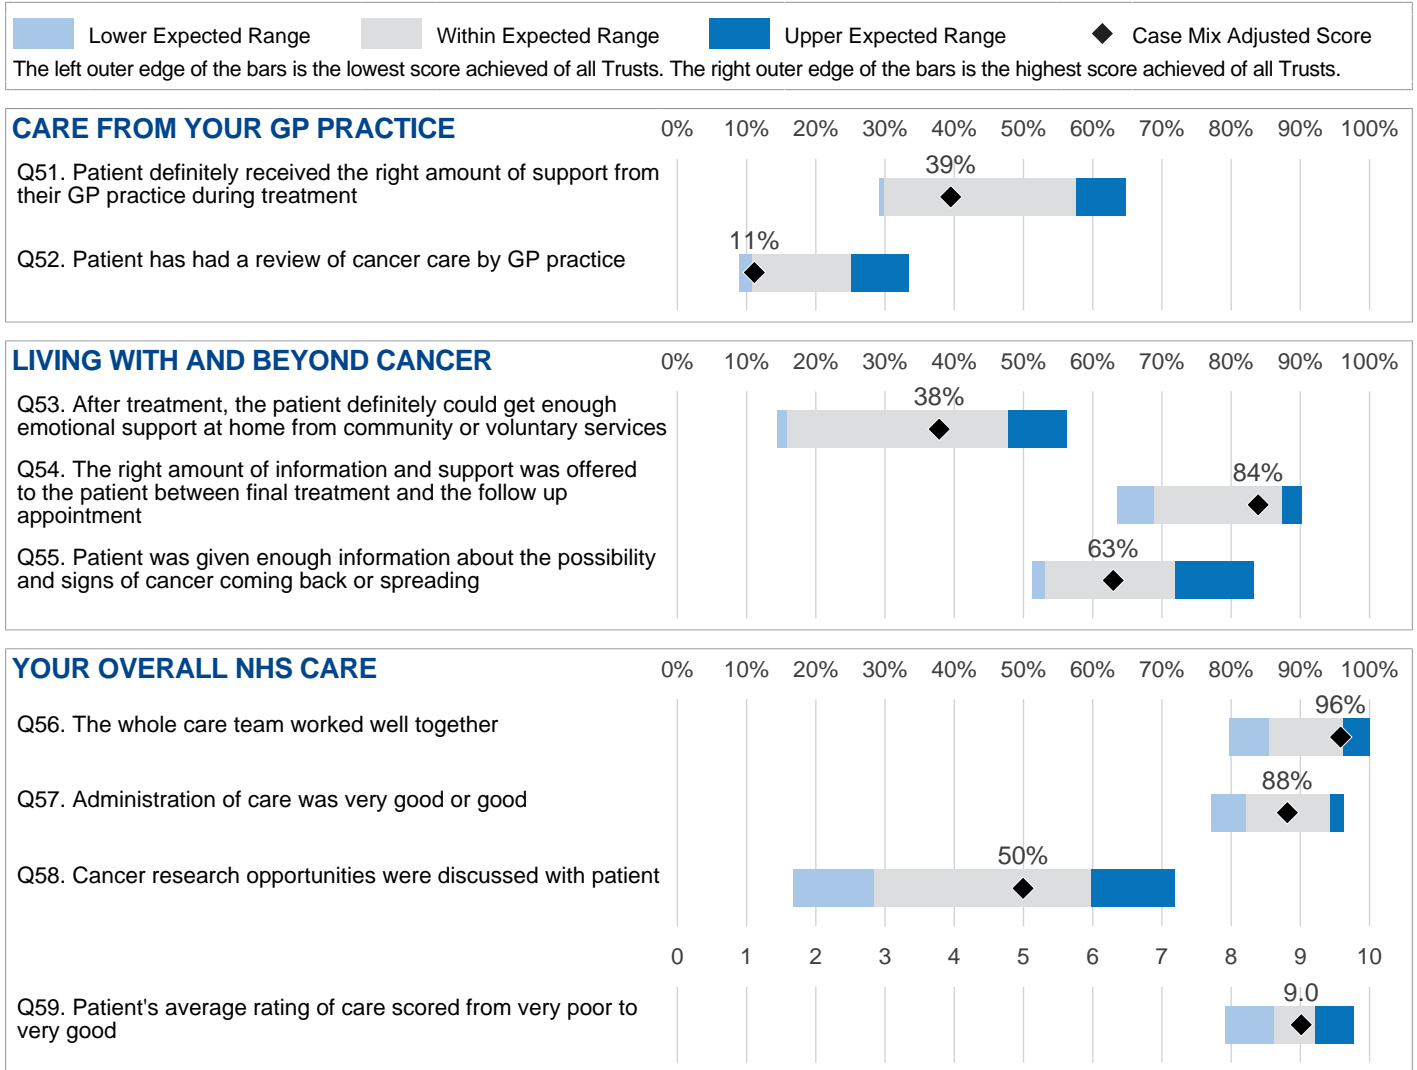 Lower Expected Range Within Expected Range Upper Expected Range Case Mix Adjusted Score
The left outer edge of the bars is the lowest score achieved of all Trusts. The right outer edge of the bars is the highest score achieved of all Trusts.
CARE FROM YOUR GP PRACTICE 0% 10% 20% 30% 40% 50% 60% 70% 80% 90% 100%
Q51. Patient definitely received the right amount of support from
their GP practice during treatment
39%
Q52. Patient has had a review of cancer care by GP practice
11%
LIVING WITH AND BEYOND CANCER 0% 10% 20% 30% 40% 50% 60% 70% 80% 90% 100%
Q53. After treatment, the patient definitely could get enough
emotional support at home from community or voluntary services
38%
Q54. The right amount of information and support was offered
to the patient between final treatment and the follow up
appointment
84%
Q55. Patient was given enough information about the possibility
and signs of cancer coming back or spreading
63%
YOUR OVERALL NHS CARE 0% 10% 20% 30% 40% 50% 60% 70% 80% 90% 100%
Q56. The whole care team worked well together
96%
Q57. Administration of care was very good or good
88%
Q58. Cancer research opportunities were discussed with patient
50%
0 1 2 3 4 5 6 7 8 9 10
Q59. Patient's average rating of care scored from very poor to
very good
9.0